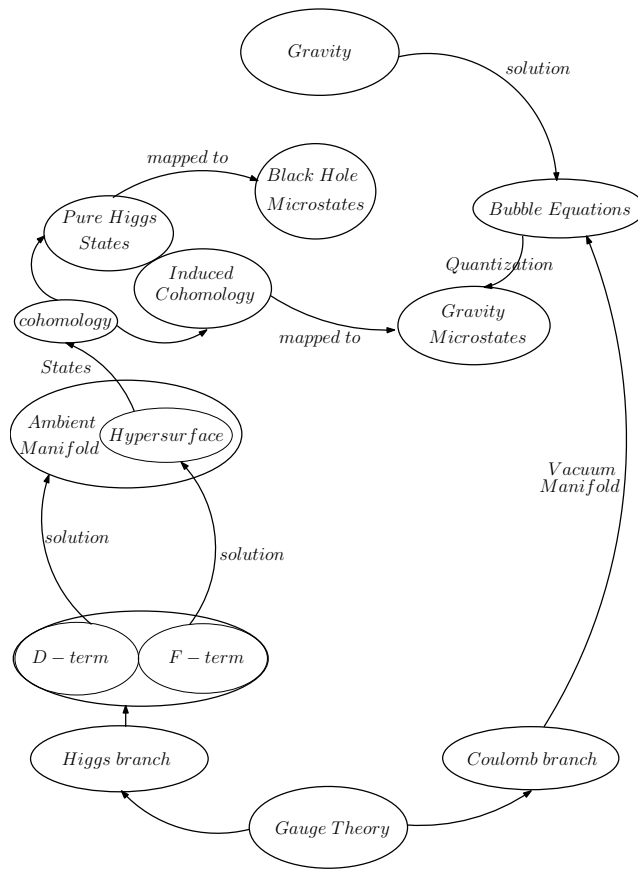 Gravity
solution
mapped to
Black Hole
Microstates
Pure Higgs
States
Bubble Equations
Induced
Cohomology
Quantization
cohomology
Gravity
Microstates
mapped to
States
Ambient
Manifold
Hypersurface
Vacuum
Manifold
solution
solution
D − term
F − term
Higgs branch
Coulomb branch
Gauge Theory